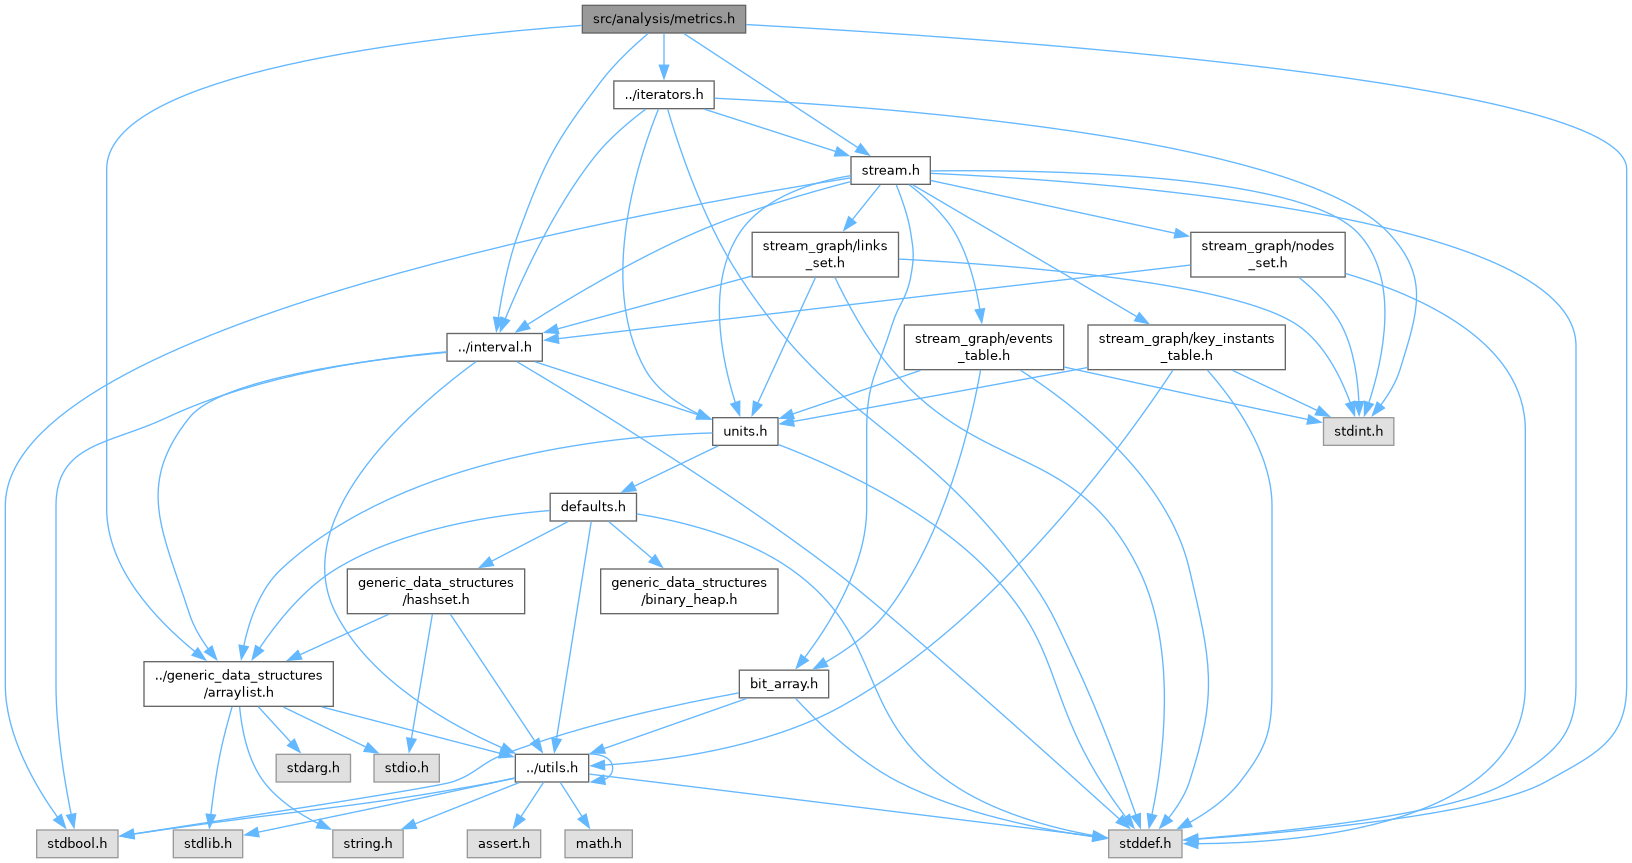 src/analysis/metrics.h
../iterators.h
stream.h
stream_graph/links
_set.h
stream_graph/nodes
_set.h
../interval.h
stream_graph/events
_table.h
stream_graph/key_instants
_table.h
units.h
stdint.h
defaults.h
generic_data_structures
/hashset.h
generic_data_structures
/binary_heap.h
../generic_data_structures
/arraylist.h
bit_array.h
stdarg.h
stdio.h
../utils.h
stdbool.h
stdlib.h
string.h
assert.h
math.h
stddef.h